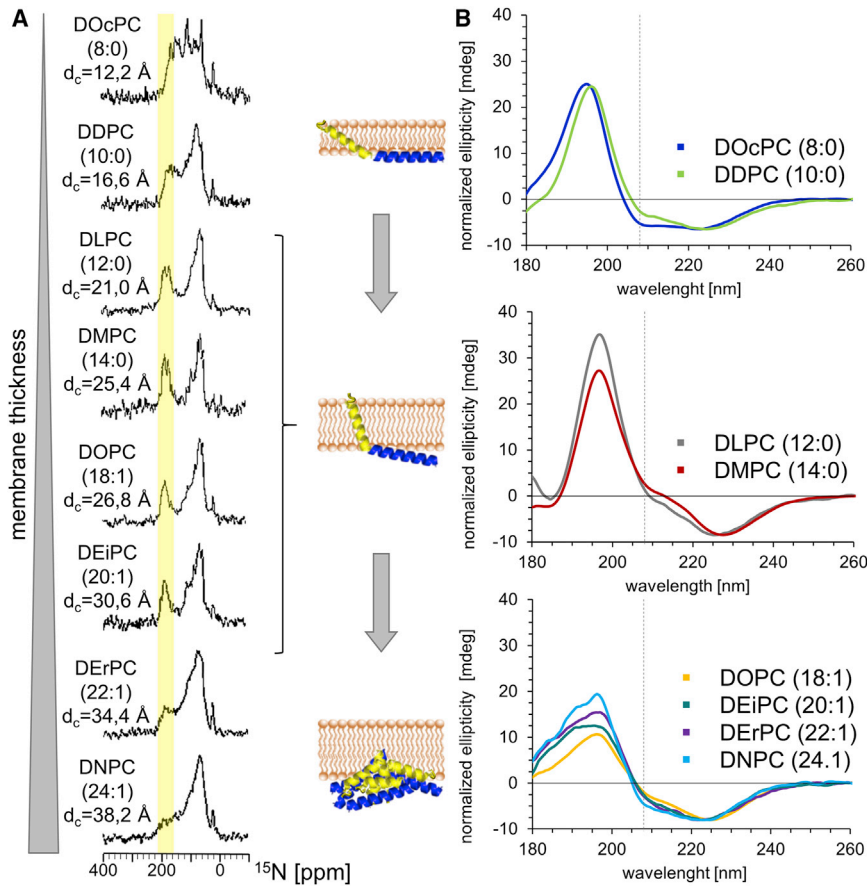 A
DOcPC
(8:0)
dc=12,2 Å
DDPC
(10:0)
dc=16,6 Å
DLPC
(12:0)
dc=21,0 Å
DMPC
(14:0)
dc=25,4 Å
DOPC
(18:1)
dc=26,8 Å
DEiPC
(20:1)
dc=30,6 Å
DErPC
(22:1)
dc=34,4 Å
DNPC
(24:1)
dc=38,2 Å
membrane thickness
400 200 0 ¹⁵N [ppm]
B
normalized ellipticity [mdeg]
40
30
20
10
0
-10
DOcPC (8:0)
DDPC (10:0)
180 200 220 240 260
wavelenght [nm]
normalized ellipticity [mdeg]
40
30
20
10
0
-10
DLPC (12:0)
DMPC (14:0)
180 200 220 240 260
wavelength [nm]
normalized ellipticity [mdeg]
40
30
20
10
0
-10
DOPC (18:1)
DEiPC (20:1)
DErPC (22:1)
DNPC (24.1)
180 200 220 240 260
wavelength [nm]